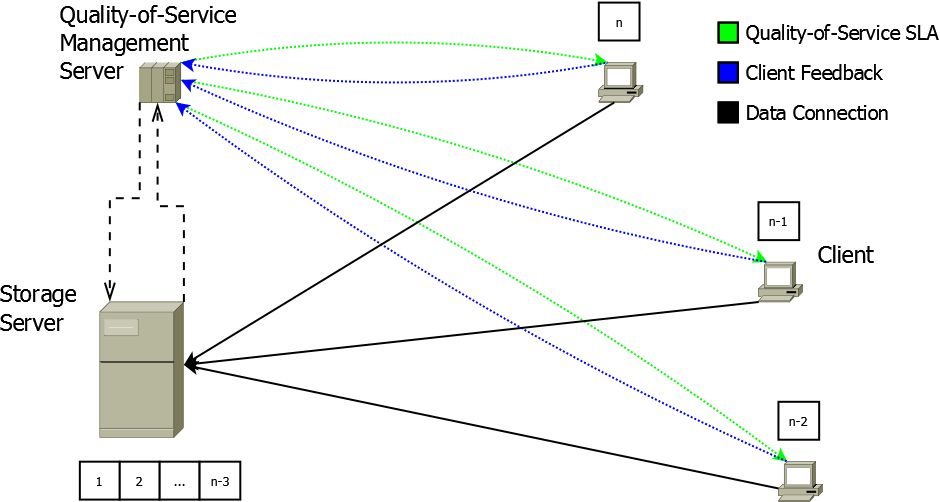 Quality-of-Service
Management
Server
n
Quality-of-Service SLA
Client Feedback
Data Connection
n-1
Client
Storage
Server
n-2
1 2 ... n-3